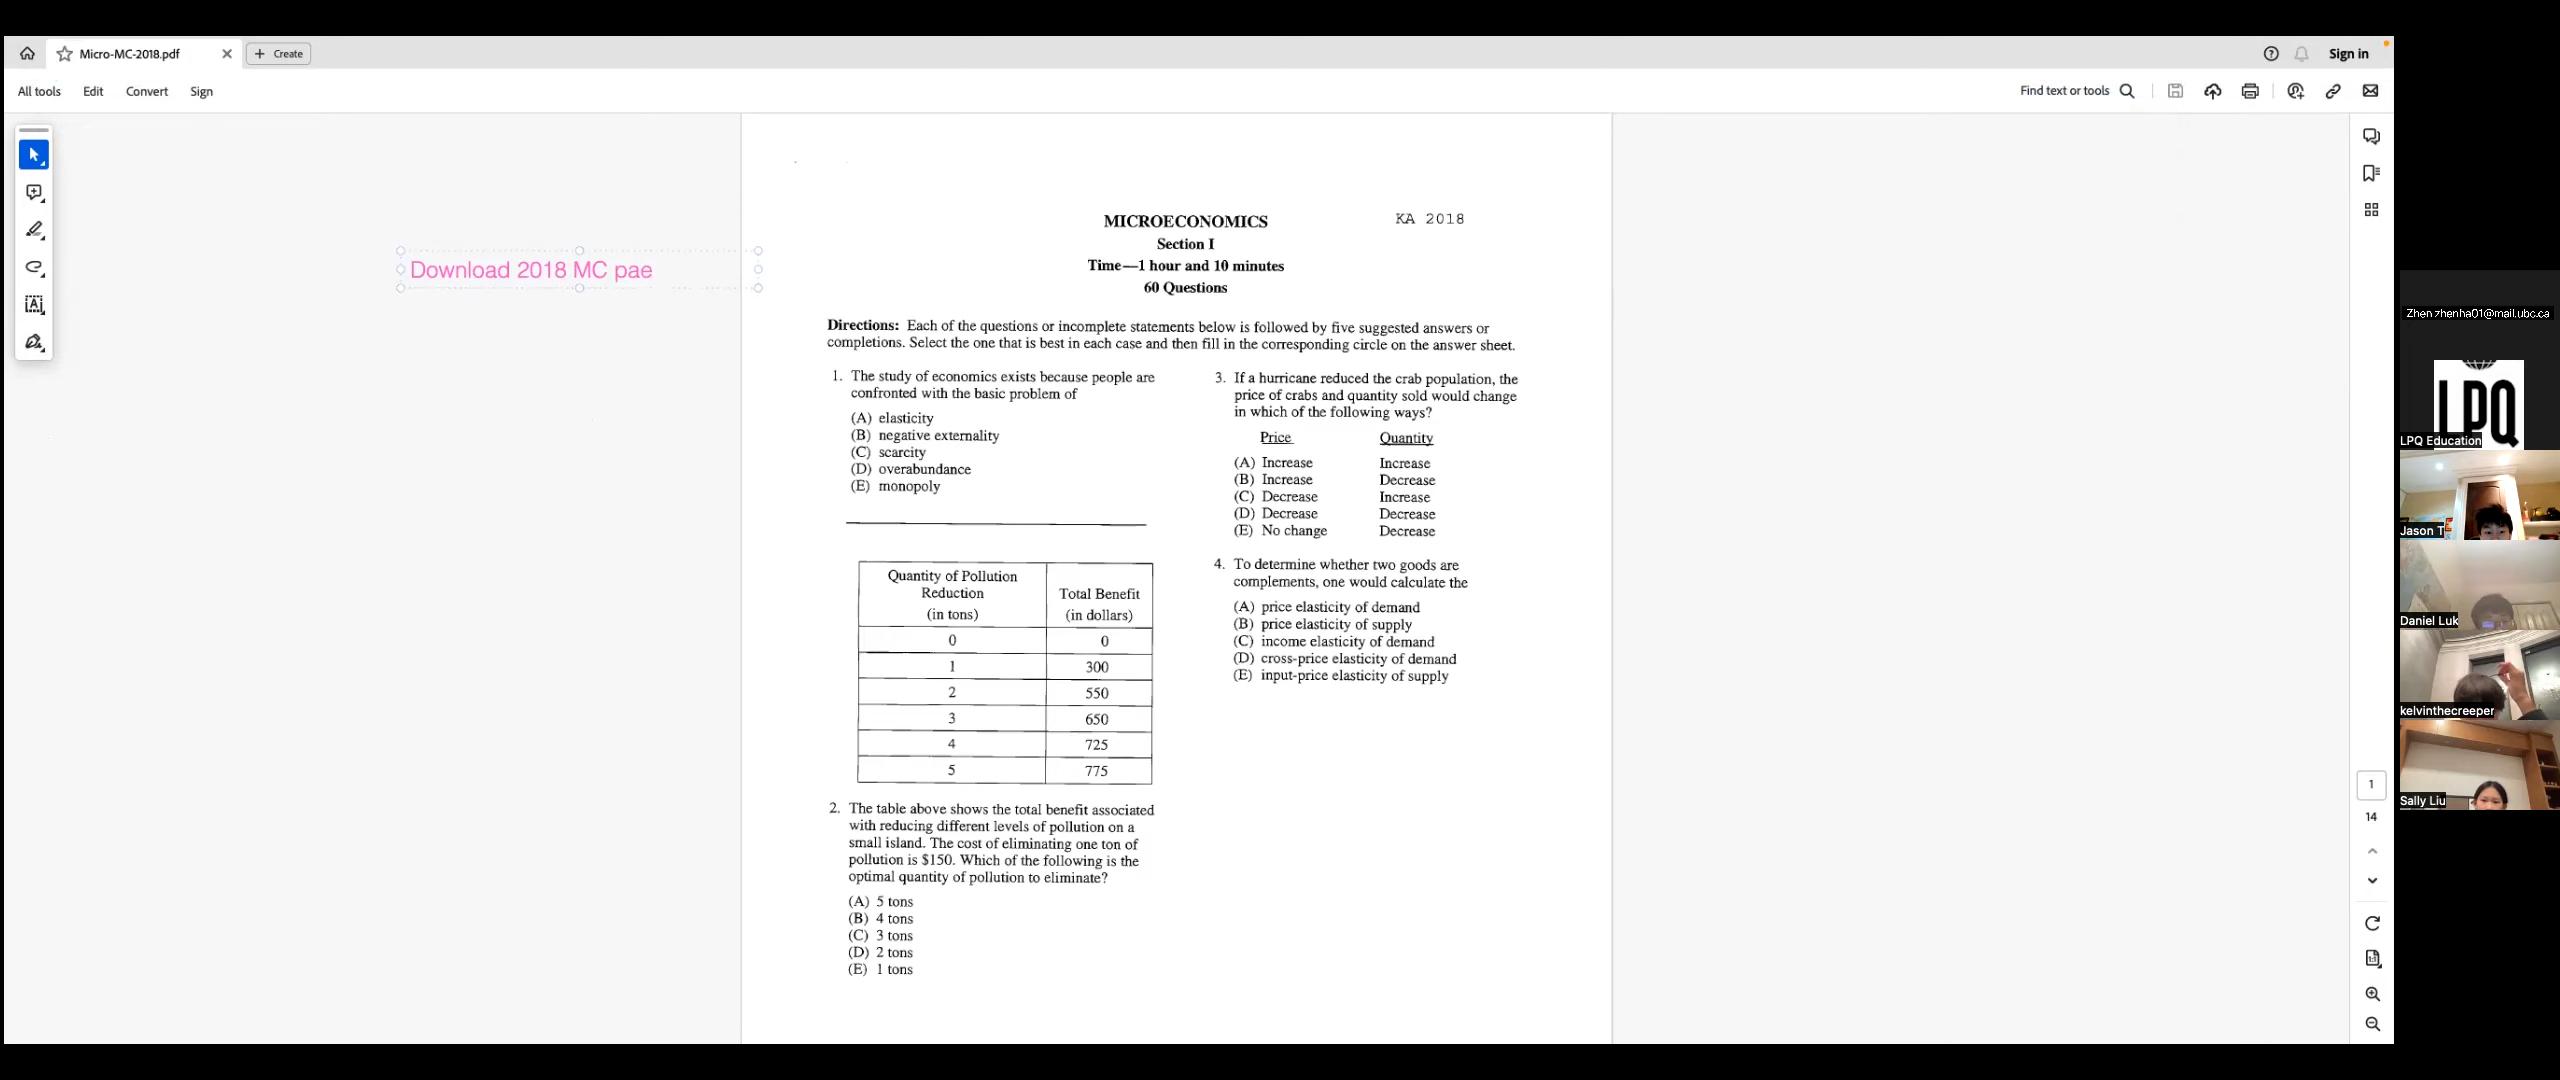 Micro-MC-2018.pdf
Create
Sign in
All tools
Edit
Convert
Sign
Find text or tools
Download 2018 MC pae
MICROECONOMICS
KA 2018
Section I
Time—1 hour and 10 minutes
60 Questions
Directions: Each of the questions or incomplete statements below is followed by five suggested answers or
completions. Select the one that is best in each case and then fill in the corresponding circle on the answer sheet.
1. The study of economics exists because people are
confronted with the basic problem of
(A) elasticity
(B) negative externality
(C) scarcity
(D) overabundance
(E) monopoly
Quantity of Pollution
Reduction
(in tons)
Total Benefit
(in dollars)
0 0
1 300
2 550
3 650
4 725
5 775
2. The table above shows the total benefit associated
with reducing different levels of pollution on a
small island. The cost of eliminating one ton of
pollution is $150. Which of the following is the
optimal quantity of pollution to eliminate?
(A) 5 tons
(B) 4 tons
(C) 3 tons
(D) 2 tons
(E) 1 tons
3. If a hurricane reduced the crab population, the
price of crabs and quantity sold would change
in which of the following ways?
Price Quantity
(A) Increase Increase
(B) Increase Decrease
(C) Decrease Increase
(D) Decrease Decrease
(E) No change Decrease
4. To determine whether two goods are
complements, one would calculate the
(A) price elasticity of demand
(B) price elasticity of supply
(C) income elasticity of demand
(D) cross-price elasticity of demand
(E) input-price elasticity of supply
1
14
Zhen zhenha01@mail.ubc.ca
LPQ
LPQ Education
Jason T
Daniel Luk
kelvinthecreeper
Sally Liu